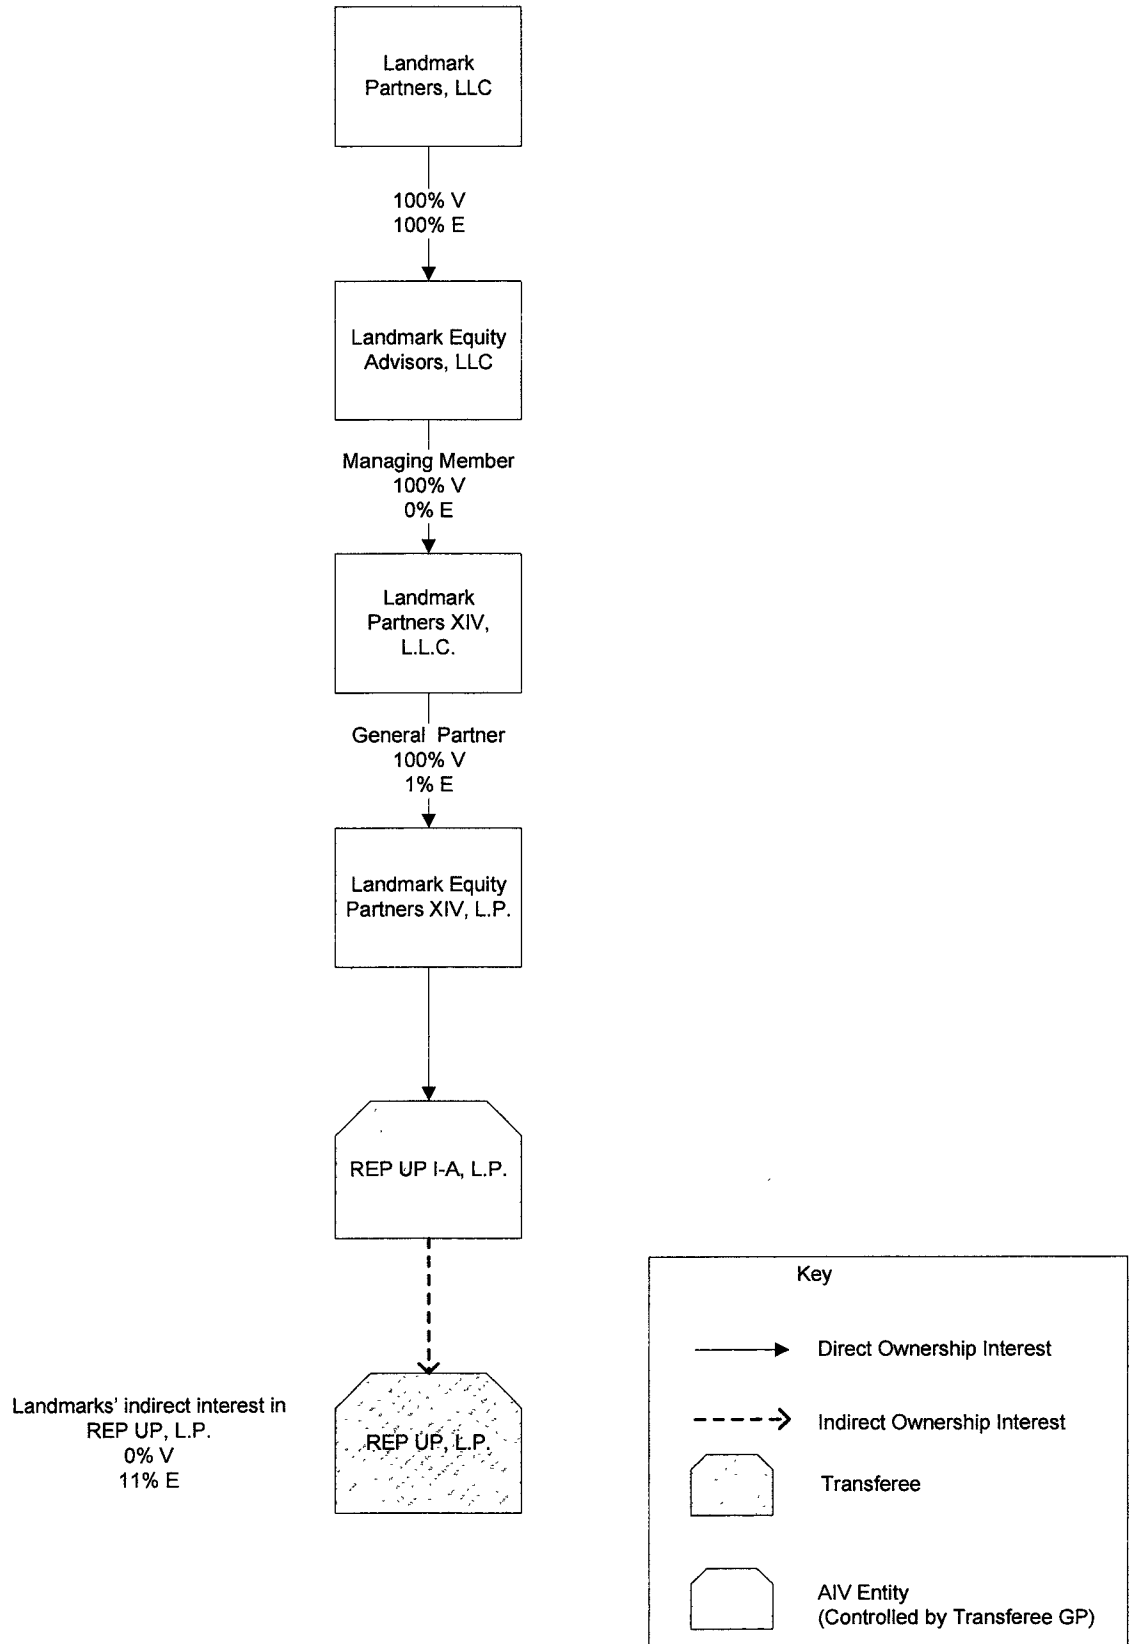 Landmark
Partners, LLC
100% V
100% E
Landmark Equity
Advisors, LLC
Managing Member
100% V
0% E
Landmark
Partners XIV,
L.L.C.
General Partner
100% V
1% E
Landmark Equity
Partners XIV, L.P.
REP UP I-A, L.P.
Landmarks' indirect interest in
REP UP, L.P.
0% V
11% E
REP UP, L.P.
Key
Direct Ownership Interest
Indirect Ownership Interest
Transferee
AIV Entity
(Controlled by Transferee GP)